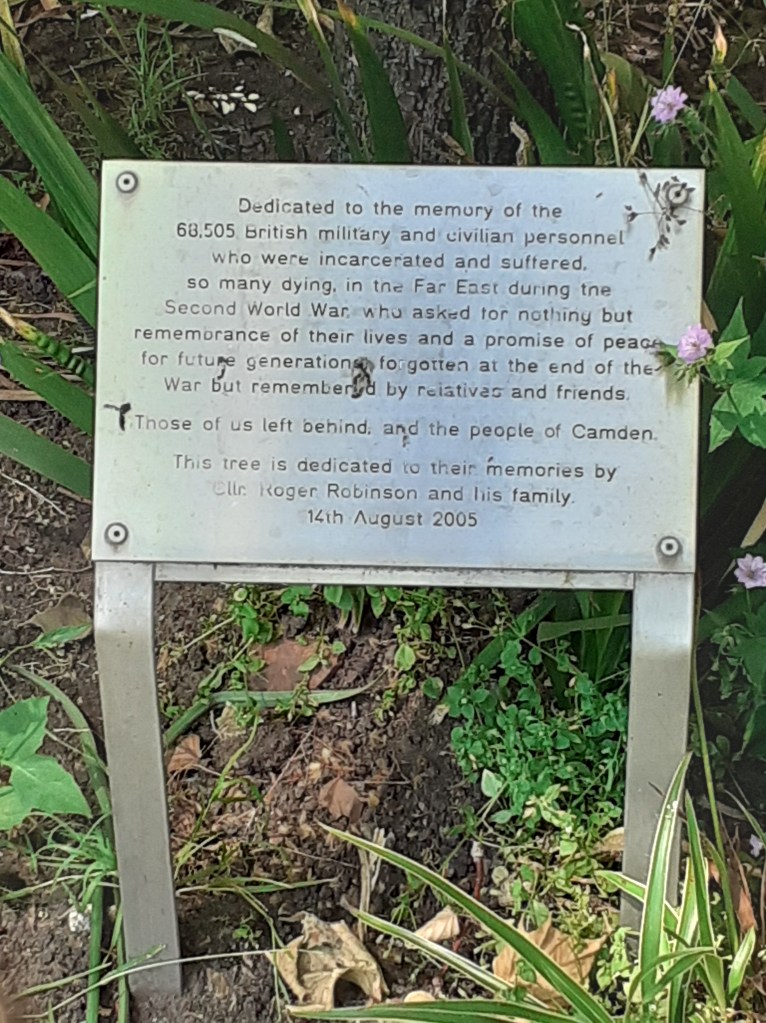 Dedicated to the memory of the
68,505 British military and civilian personnel
who were incarcerated and suffered,
so many dying, in the Far East during the
Second World War, who asked for nothing but
remembrance of their lives and a promise of peace
for future generations forgotten at the end of the
War but remembered by relatives and friends.
Those of us left behind, and the people of Camden.
This tree is dedicated to their memories by
Cllr. Roger Robinson and his family.
14th August 2005